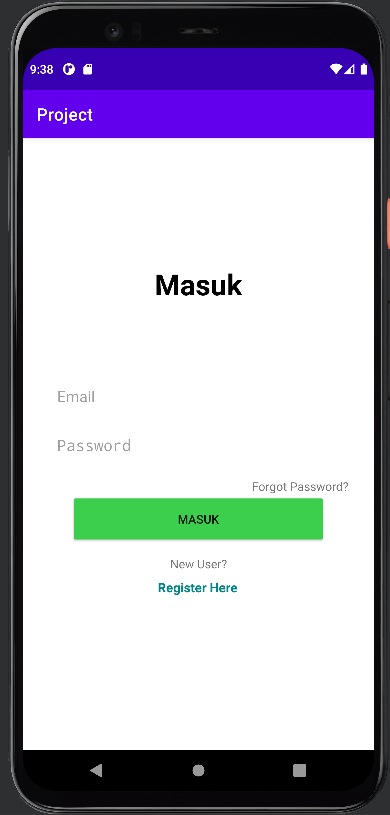 9:38
Project
Masuk
Email
Password
Forgot Password?
MASUK
New User?
Register Here